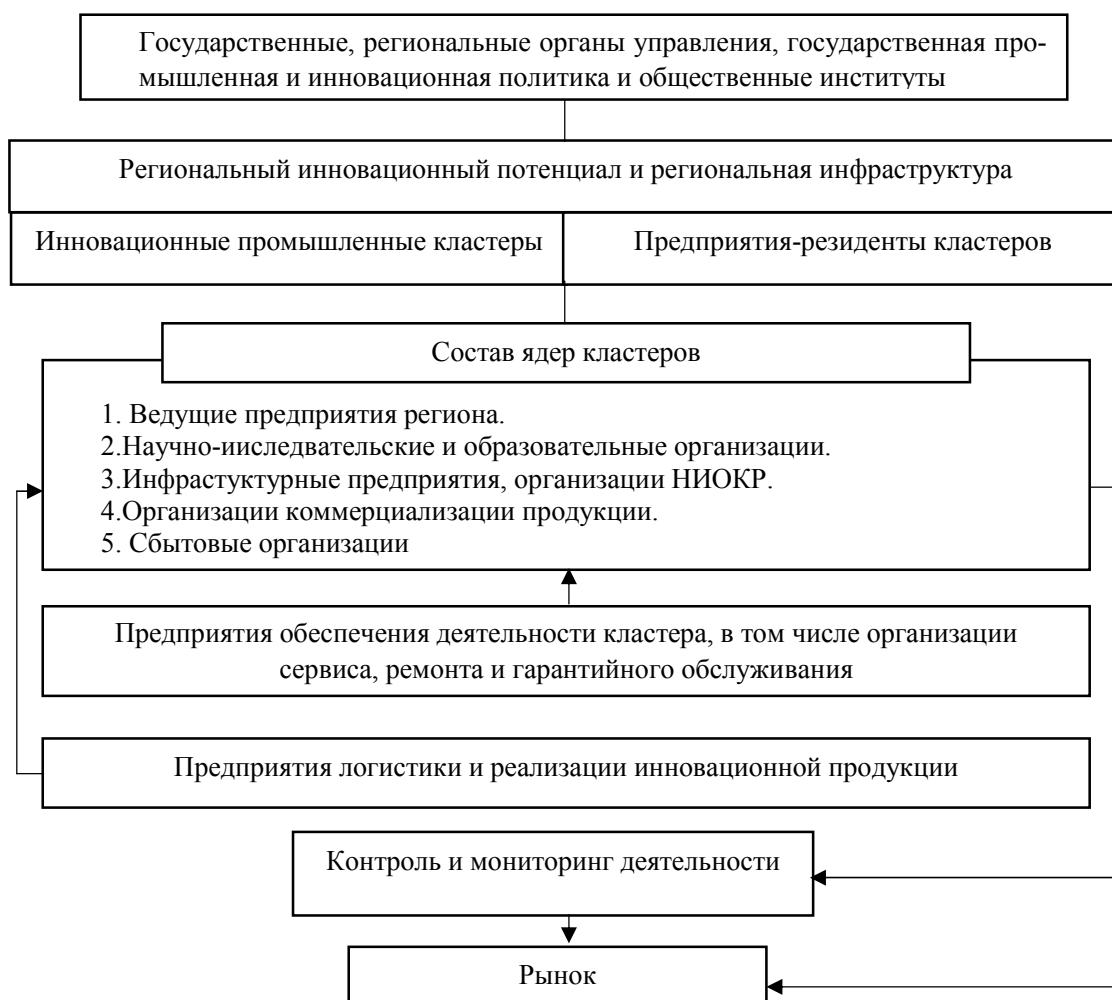 Государственные, региональные органы управления, государственная про-
мышленная и инновационная политика и общественные институты
Региональный инновационный потенциал и региональная инфраструктура
Инновационные промышленные кластеры
Предприятия-резиденты кластеров
Состав ядер кластеров
1. Ведущие предприятия региона.
2.Научно-ииследвательские и образовательные организации.
3.Инфрастуктурные предприятия, организации НИОКР.
4.Организации коммерциализации продукции.
5. Сбытовые организации
Предприятия обеспечения деятельности кластера, в том числе организации
сервиса, ремонта и гарантийного обслуживания
Предприятия логистики и реализации инновационной продукции
Контроль и мониторинг деятельности
Рынок